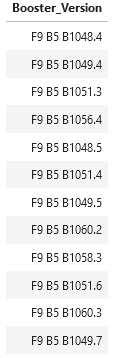 Booster_Version
F9 B5 B1048.4
F9 B5 B1049.4
F9 B5 B1051.3
F9 B5 B1056.4
F9 B5 B1048.5
F9 B5 B1051.4
F9 B5 B1049.5
F9 B5 B1060.2
F9 B5 B1058.3
F9 B5 B1051.6
F9 B5 B1060.3
F9 B5 B1049.7